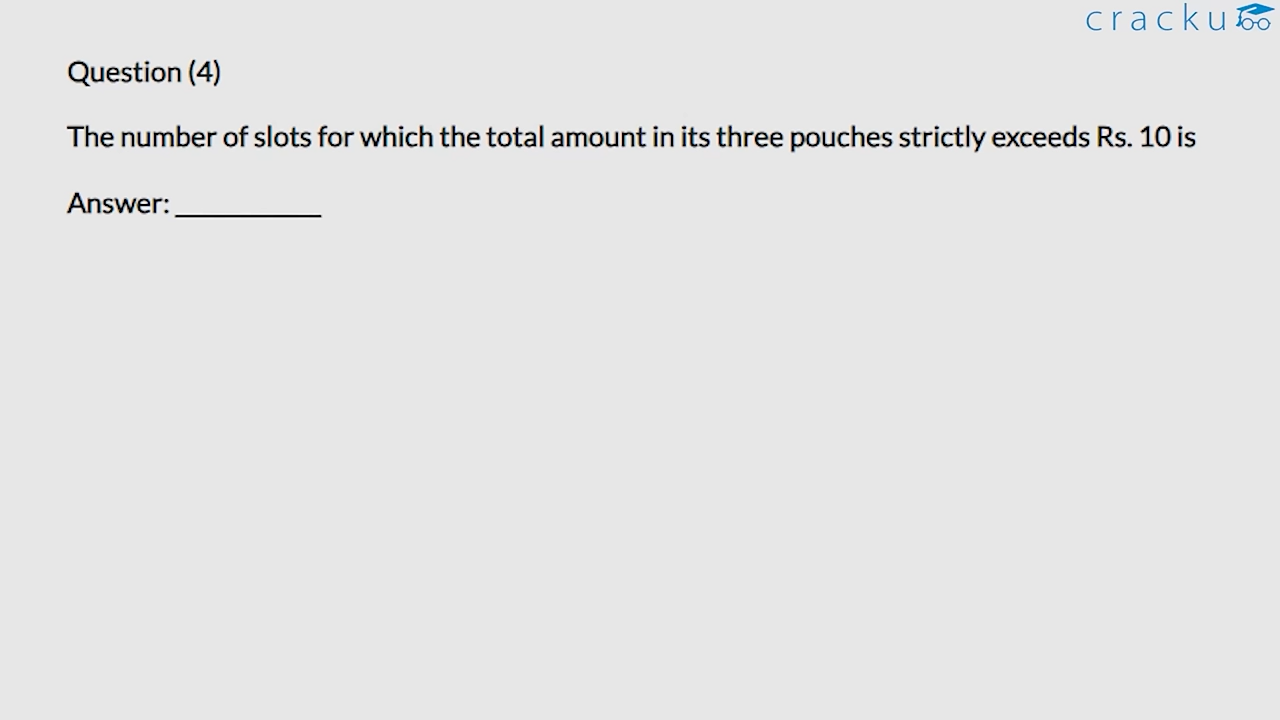 cracku
Question (4)
The number of slots for which the total amount in its three pouches strictly exceeds Rs. 10 is
Answer: ___________